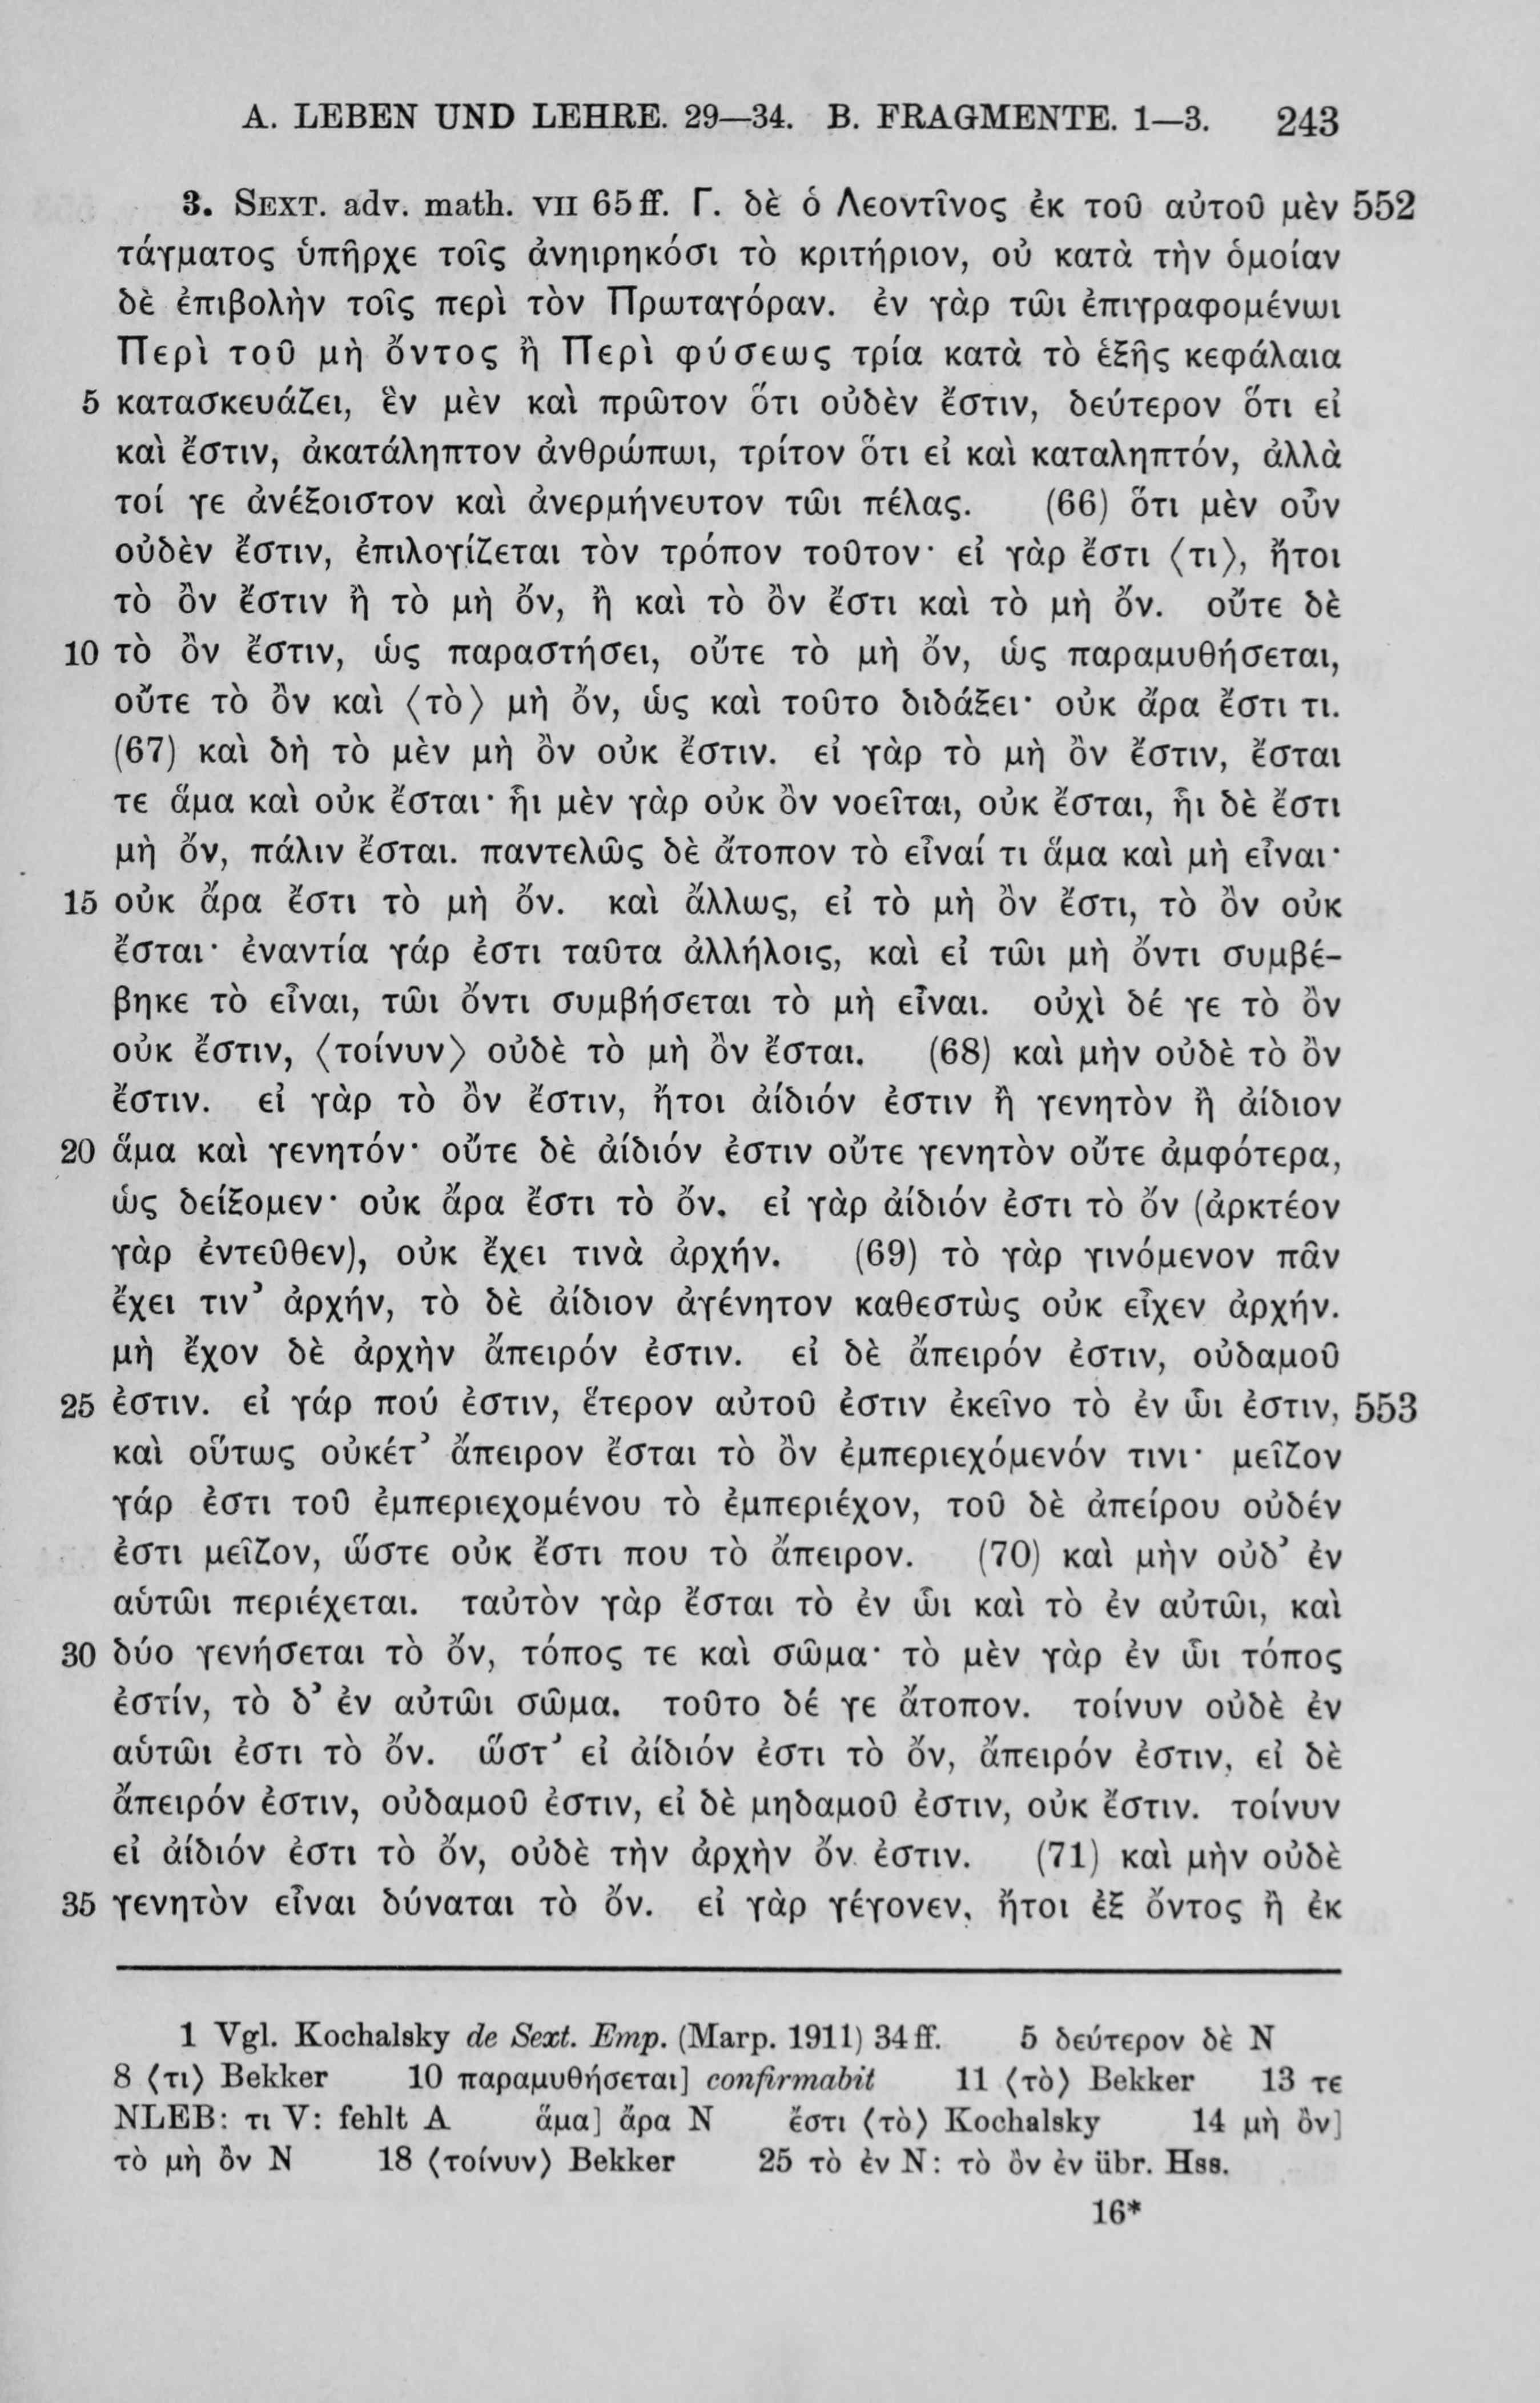 A. LEBEN UND LEHRE. 29—34. B. FRAGMENTE. 1—3. 243
3. SEXT. adv. math. VII 65 ff. Γ. δὲ ὁ Λεοντῖνος ἐκ τοῦ αὐτοῦ μὲν 552
τάγματος ὑπῆρχε τοῖς ἀνηιρηκόσι τὸ κριτήριον, οὐ κατὰ τὴν ὁμοίαν
δὲ ἐπιβολὴν τοῖς περὶ τὸν Πρωταγόραν. ἐν γὰρ τῶι ἐπιγραφομένωι
Περὶ τοῦ μὴ ὄντος ἢ Περὶ φύσεως τρία κατὰ τὸ ἑξῆς κεφάλαια
5 κατασκευάζει, ἓν μὲν καὶ πρῶτον ὅτι οὐδὲν ἔστιν, δεύτερον ὅτι εἰ
καὶ ἔστιν, ἀκατάληπτον ἀνθρώπωι, τρίτον ὅτι εἰ καὶ καταληπτόν, ἀλλὰ
τοί γε ἀνέξοιστον καὶ ἀνερμήνευτον τῶι πέλας. (66) ὅτι μὲν οὖν
οὐδὲν ἔστιν, ἐπιλογίζεται τὸν τρόπον τοῦτον· εἰ γὰρ ἔστι ⟨τι⟩, ἤτοι
τὸ ὂν ἔστιν ἢ τὸ μὴ ὄν, ἢ καὶ τὸ ὂν ἔστι καὶ τὸ μὴ ὄν. οὔτε δὲ
10 τὸ ὂν ἔστιν, ὡς παραστήσει, οὔτε τὸ μὴ ὄν, ὡς παραμυθήσεται,
οὔτε τὸ ὂν καὶ ⟨τὸ⟩ μὴ ὄν, ὡς καὶ τοῦτο διδάξει· οὐκ ἄρα ἔστι τι.
(67) καὶ δὴ τὸ μὲν μὴ ὂν οὐκ ἔστιν. εἰ γὰρ τὸ μὴ ὂν ἔστιν, ἔσται
τε ἅμα καὶ οὐκ ἔσται· ἧι μὲν γὰρ οὐκ ὂν νοεῖται, οὐκ ἔσται, ἧι δὲ ἔστι
μὴ ὄν, πάλιν ἔσται. παντελῶς δὲ ἄτοπον τὸ εἶναί τι ἅμα καὶ μὴ εἶναι·
15 οὐκ ἄρα ἔστι τὸ μὴ ὄν. καὶ ἄλλως, εἰ τὸ μὴ ὂν ἔστι, τὸ ὂν οὐκ
ἔσται· ἐναντία γάρ ἐστι ταῦτα ἀλλήλοις, καὶ εἰ τῶι μὴ ὄντι συμβέ-
βηκε τὸ εἶναι, τῶι ὄντι συμβήσεται τὸ μὴ εἶναι. οὐχὶ δέ γε τὸ ὂν
οὐκ ἔστιν, ⟨τοίνυν⟩ οὐδὲ τὸ μὴ ὂν ἔσται. (68) καὶ μὴν οὐδὲ τὸ ὂν
ἔστιν. εἰ γὰρ τὸ ὂν ἔστιν, ἤτοι ἀίδιόν ἐστιν ἢ γενητὸν ἢ ἀίδιον
20 ἅμα καὶ γενητόν· οὔτε δὲ ἀίδιόν ἐστιν οὔτε γενητὸν οὔτε ἀμφότερα,
ὡς δείξομεν· οὐκ ἄρα ἔστι τὸ ὄν. εἰ γὰρ ἀίδιόν ἐστι τὸ ὄν (ἀρκτέον
γὰρ ἐντεῦθεν), οὐκ ἔχει τινὰ ἀρχήν. (69) τὸ γὰρ γινόμενον πᾶν
ἔχει τιν’ ἀρχήν, τὸ δὲ ἀίδιον ἀγένητον καθεστὼς οὐκ εἶχεν ἀρχήν.
μὴ ἔχον δὲ ἀρχὴν ἄπειρόν ἐστιν. εἰ δὲ ἄπειρόν ἐστιν, οὐδαμοῦ
25 ἐστιν. εἰ γάρ πού ἐστιν, ἕτερον αὐτοῦ ἐστιν ἐκεῖνο τὸ ἐν ὧι ἐστιν, 553
καὶ οὕτως οὐκέτ’ ἄπειρον ἔσται τὸ ὂν ἐμπεριεχόμενόν τινι· μεῖζον
γάρ ἐστι τοῦ ἐμπεριεχομένου τὸ ἐμπεριέχον, τοῦ δὲ ἀπείρου οὐδέν
ἐστι μεῖζον, ὥστε οὐκ ἔστι που τὸ ἄπειρον. (70) καὶ μὴν οὐδ’ ἐν
αὑτῶι περιέχεται. ταὐτὸν γὰρ ἔσται τὸ ἐν ὧι καὶ τὸ ἐν αὐτῶι, καὶ
30 δύο γενήσεται τὸ ὄν, τόπος τε καὶ σῶμα· τὸ μὲν γὰρ ἐν ὧι τόπος
ἐστίν, τὸ δ’ ἐν αὐτῶι σῶμα. τοῦτο δέ γε ἄτοπον. τοίνυν οὐδὲ ἐν
αὑτῶι ἐστι τὸ ὄν. ὥστ’ εἰ ἀίδιόν ἐστι τὸ ὄν, ἄπειρόν ἐστιν, εἰ δὲ
ἄπειρόν ἐστιν, οὐδαμοῦ ἐστιν, εἰ δὲ μηδαμοῦ ἐστιν, οὐκ ἔστιν. τοίνυν
εἰ ἀίδιόν ἐστι τὸ ὄν, οὐδὲ τὴν ἀρχὴν ὄν ἐστιν. (71) καὶ μὴν οὐδὲ
35 γενητὸν εἶναι δύναται τὸ ὄν. εἰ γὰρ γέγονεν, ἤτοι ἐξ ὄντος ἢ ἐκ
1 Vgl. Kochalsky de Sext. Emp. (Marp. 1911) 34 ff. 5 δεύτερον δὲ N
8 ⟨τι⟩ Bekker 10 παραμυθήσεται] confirmabit 11 ⟨τὸ⟩ Bekker 13 τε
NLEB: τι V: fehlt A ἅμα] ἄρα N ἔστι ⟨τὸ⟩ Kochalsky 14 μὴ ὂν]
τὸ μὴ ὂν N 18 ⟨τοίνυν⟩ Bekker 25 τὸ ἐν N: τὸ ὂν ἐν übr. Hss.
16*